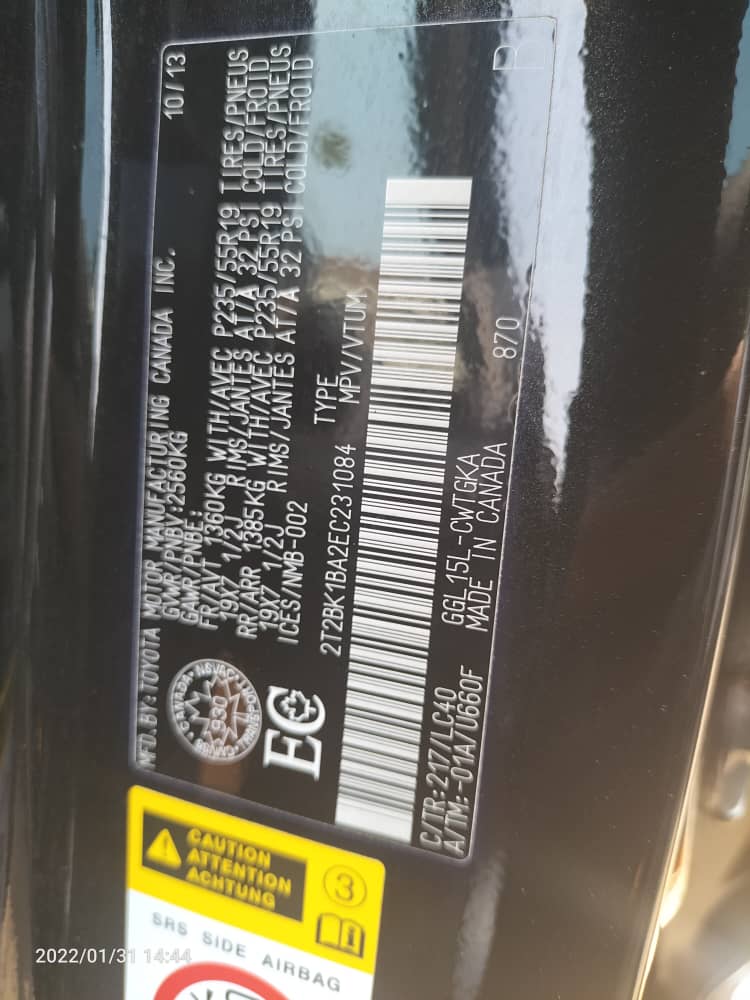 MFD.BY:TOYOTA MOTOR MANUFACTURING CANADA INC. 10/13
GVWR/PNBV:2560KG
GAWR/PNBE:
FR/AVT 1360KG WITH/AVEC P235/55R19 TIRES/PNEUS
19X7 1/2J RIMS/JANTES AT/A 32 PSI COLD/FROID
RR/ARR 1385KG WITH/AVEC P235/55R19 TIRES/PNEUS
19X7 1/2J RIMS/JANTES AT/A 32 PSI COLD/FROID
ICES/NMB-002
930
EC
2T2BK1BA2EC231084 TYPE MPV/VTUM
C/TR:217/LC40 GGL15L-CWTGKA
A/TM:-01A/U660F MADE IN CANADA 870
B
CAUTION
ATTENTION
ACHTUNG
3
SRS SIDE AIRBAG
2022/01/31 14:44